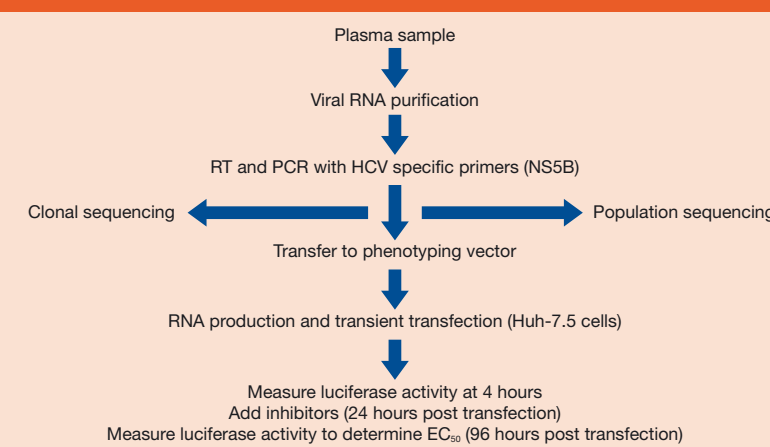 Plasma sample
Viral RNA purification
RT and PCR with HCV specific primers (NS5B)
Clonal sequencing
Population sequencing
Transfer to phenotyping vector
RNA production and transient transfection (Huh-7.5 cells)
Measure luciferase activity at 4 hours
Add inhibitors (24 hours post transfection)
Measure luciferase activity to determine EC₅₀ (96 hours post transfection)